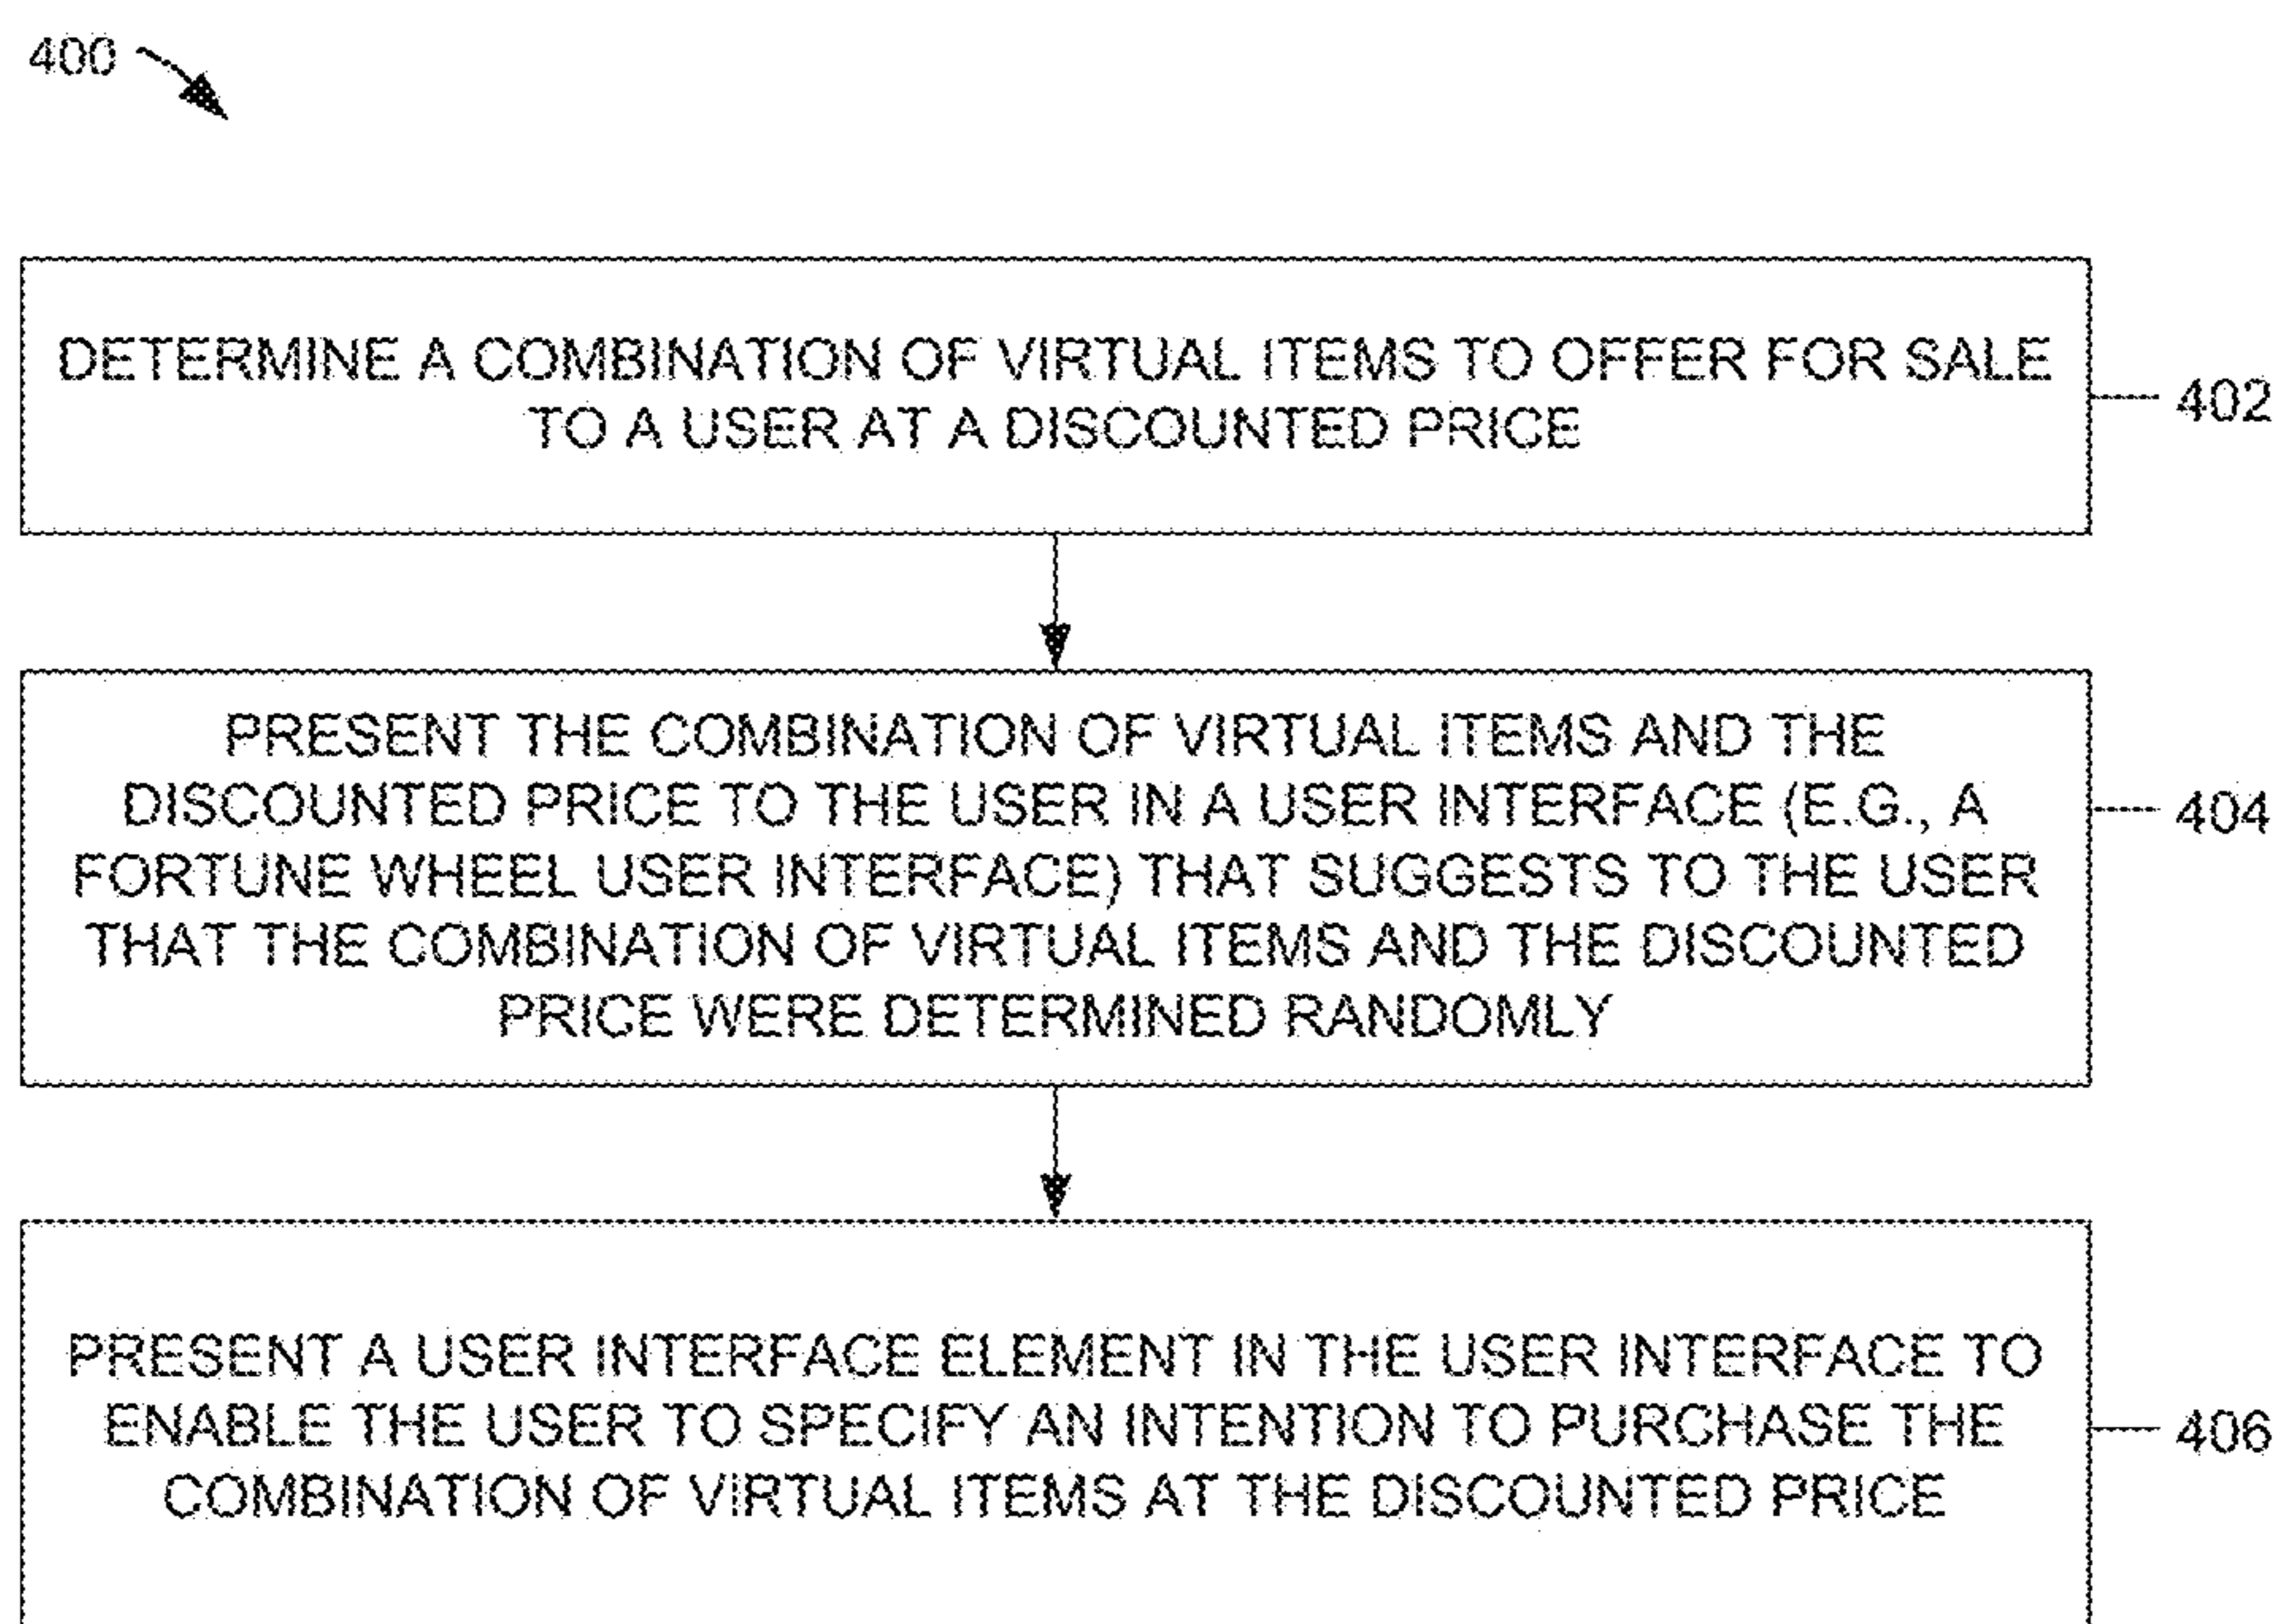 400
DETERMINE A COMBINATION OF VIRTUAL ITEMS TO OFFER FOR SALE
TO A USER AT A DISCOUNTED PRICE
402
PRESENT THE COMBINATION OF VIRTUAL ITEMS AND THE
DISCOUNTED PRICE TO THE USER IN A USER INTERFACE (E.G., A
FORTUNE WHEEL USER INTERFACE) THAT SUGGESTS TO THE USER
THAT THE COMBINATION OF VIRTUAL ITEMS AND THE DISCOUNTED
PRICE WERE DETERMINED RANDOMLY
404
PRESENT A USER INTERFACE ELEMENT IN THE USER INTERFACE TO
ENABLE THE USER TO SPECIFY AN INTENTION TO PURCHASE THE
COMBINATION OF VIRTUAL ITEMS AT THE DISCOUNTED PRICE
406